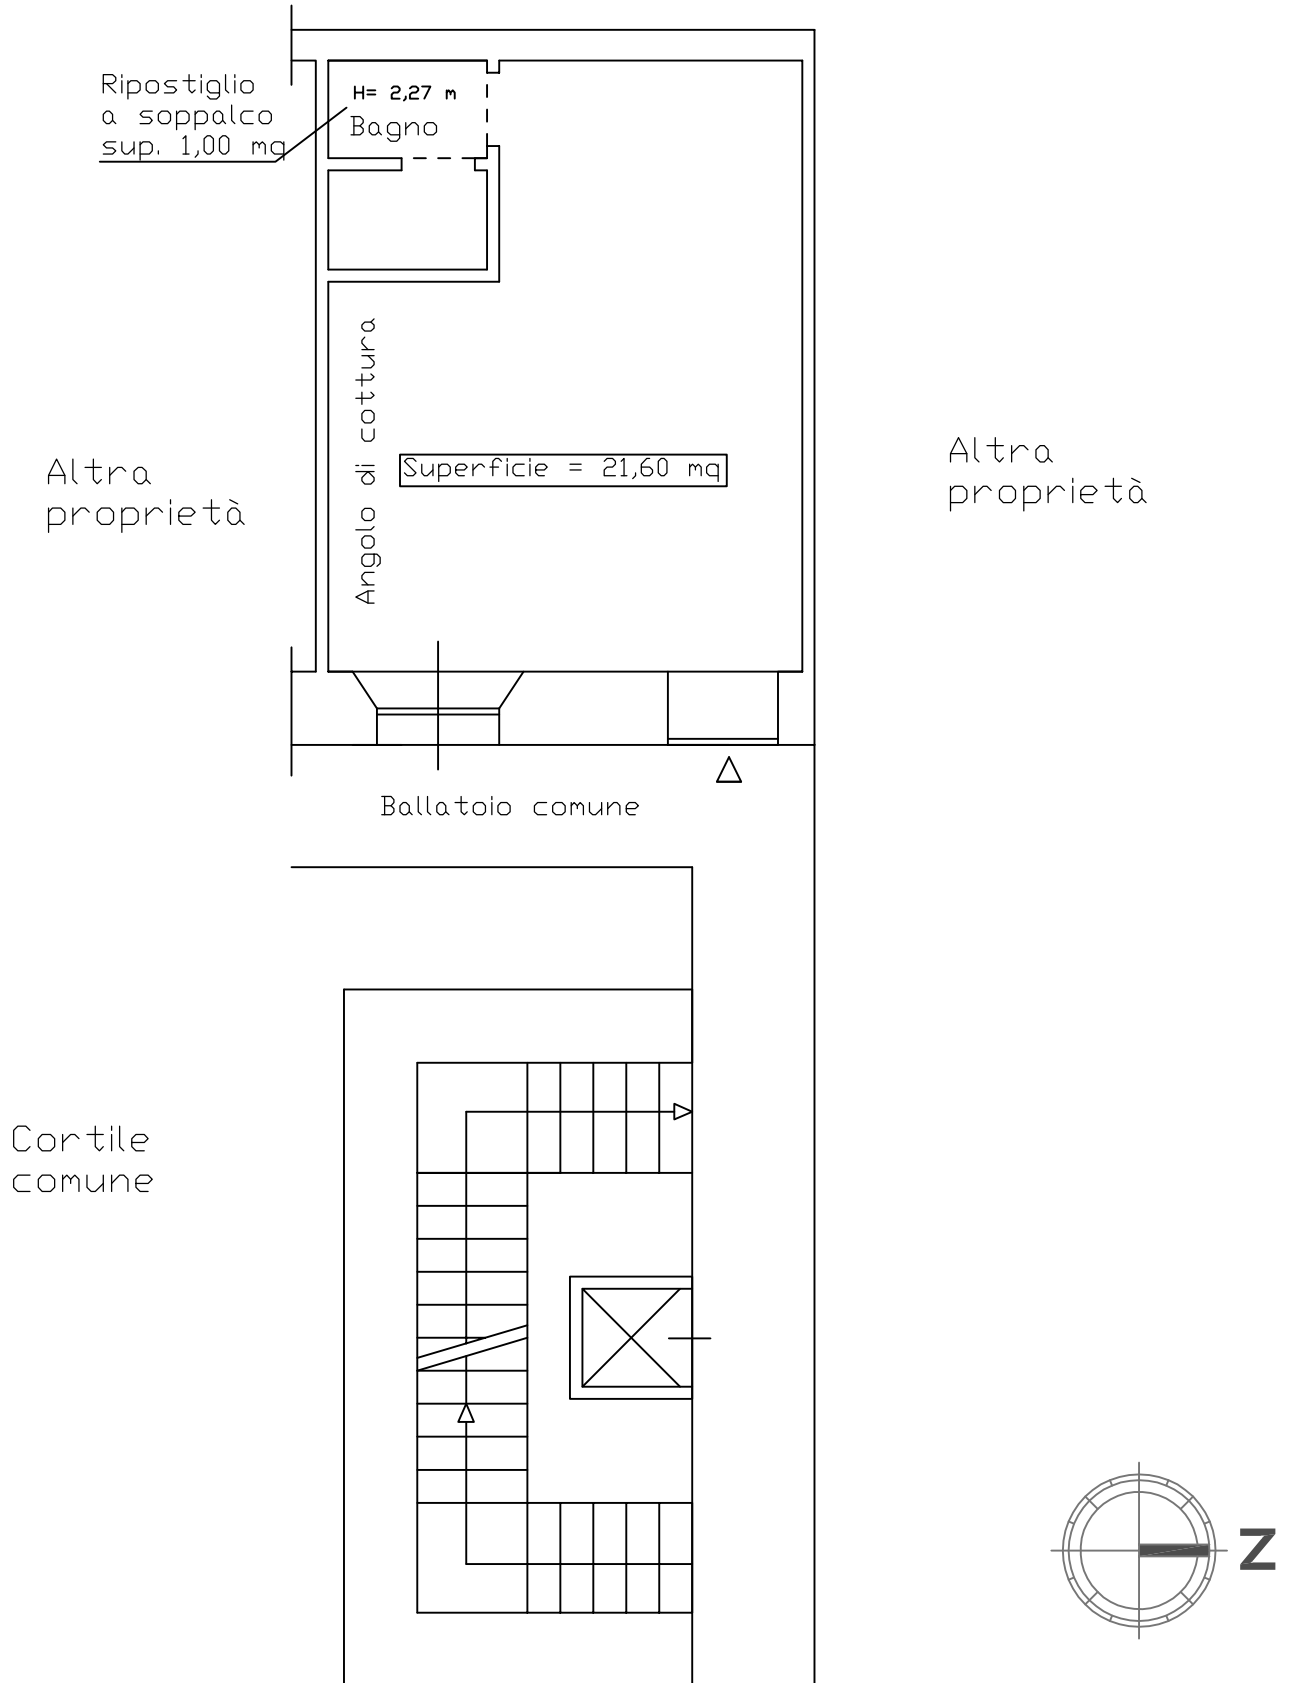 Ripostiglio
a soppalco
sup. 1,00 mq
H= 2,27 m
Bagno
Angolo di cottura
Superficie = 21,60 mq
Altra
proprietà
Altra
proprietà
Ballatoio comune
Cortile
comune
N